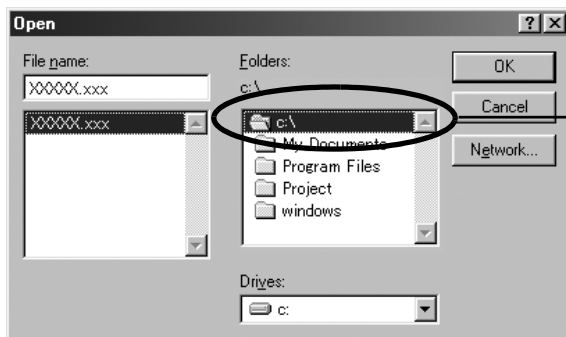 Open
File name:
XXXXX.xxx
XXXXX.xxx
Folders:
c:\
c:\
My Documents
Program Files
Project
windows
Drives:
c:
OK
Cancel
Network...